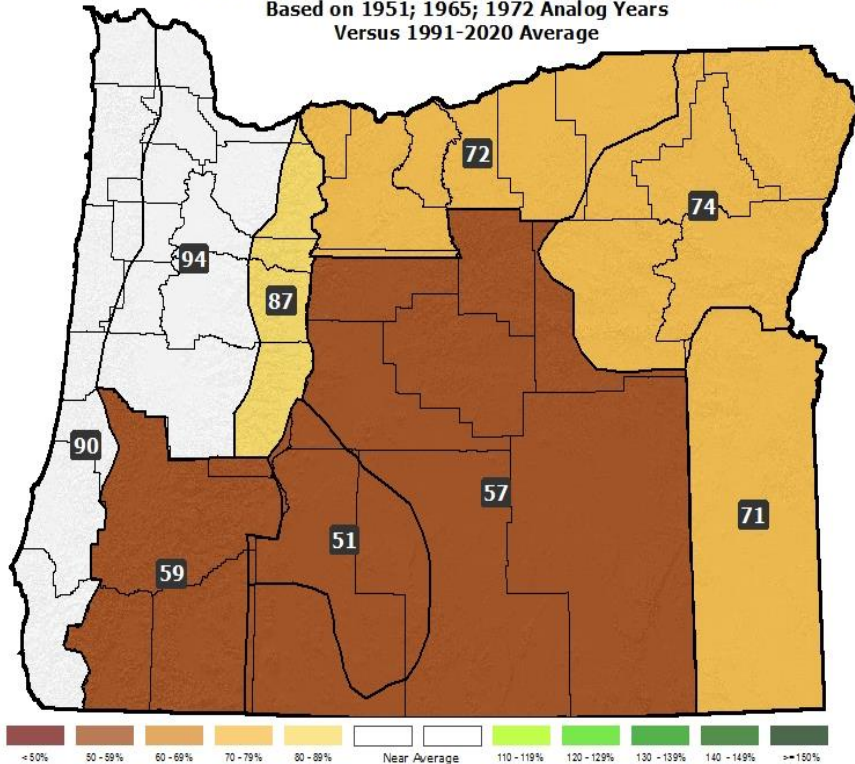 Based on 1951; 1965; 1972 Analog Years
Versus 1991-2020 Average
72
74
94
87
90
57
71
51
59
<50%
50 - 59%
60 - 69%
70 - 79%
80 - 89%
Near Average
110 - 119%
120 - 129%
130 - 139%
140 - 149%
>=150%